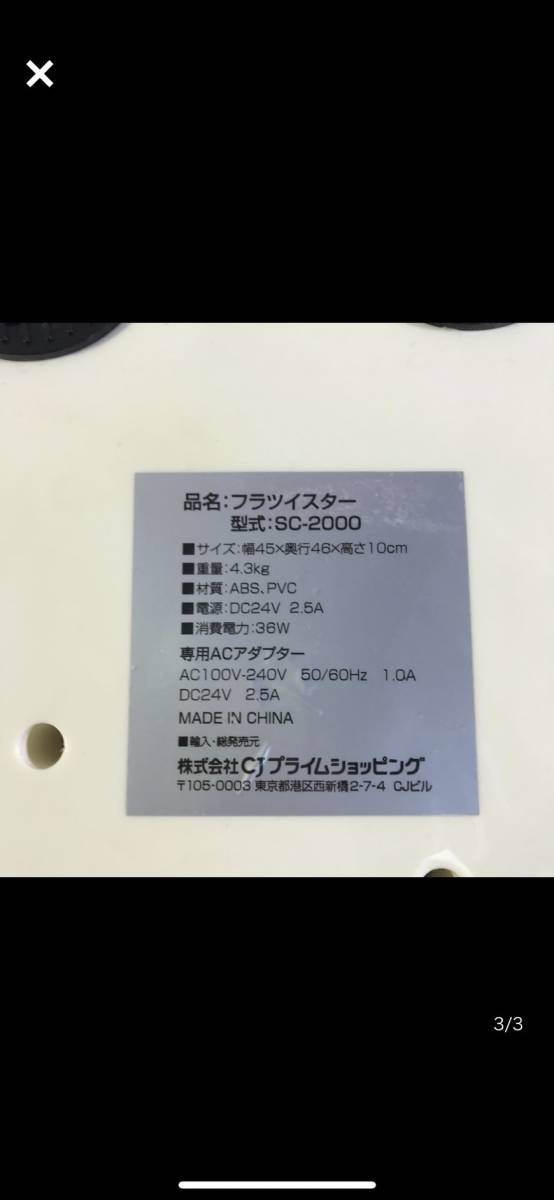 品名:フラツイスター
型式:SC-2000
■サイズ:幅45×奥行46×高さ10cm
■重量:4.3kg
■材質:ABS、PVC
■電源:DC24V 2.5A
■消費電力:36W
専用ACアダプター
AC100V-240V 50/60Hz 1.0A
DC24V 2.5A
MADE IN CHINA
■輸入・総発売元
株式会社CJプライムショッピング
〒105-0003 東京都港区西新橋2-7-4 CJビル
3/3